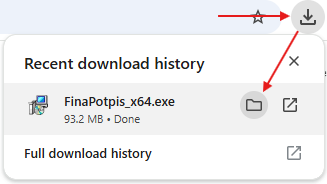 Recent download history
FinaPotpis_x64.exe
93.2 MB • Done
Full download history